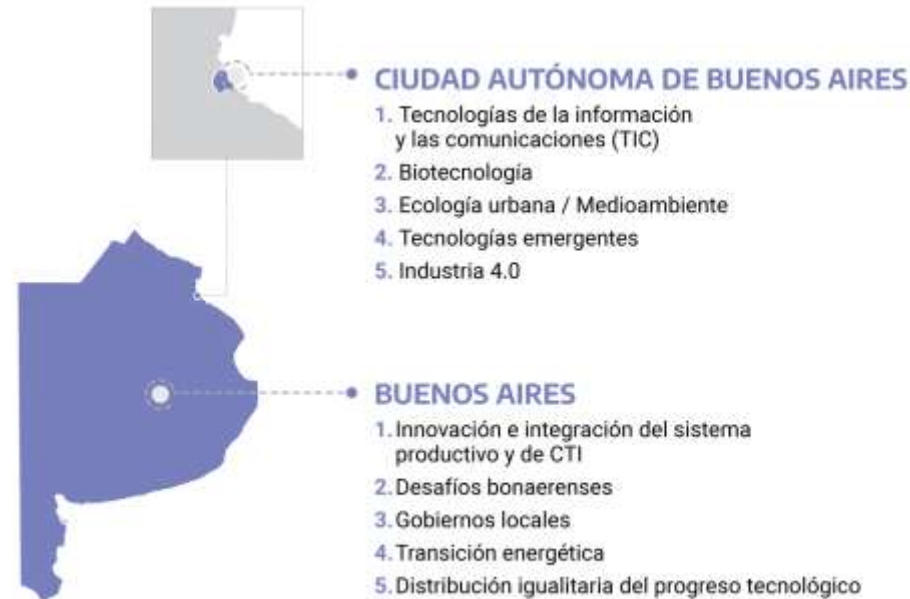 CIUDAD AUTÓNOMA DE BUENOS AIRES
1. Tecnologías de la información
y las comunicaciones (TIC)
2. Biotecnología
3. Ecología urbana / Medioambiente
4. Tecnologías emergentes
5. Industria 4.0
BUENOS AIRES
1. Innovación e integración del sistema
productivo y de CTI
2. Desafíos bonaerenses
3. Gobiernos locales
4. Transición energética
5. Distribución igualitaria del progreso tecnológico